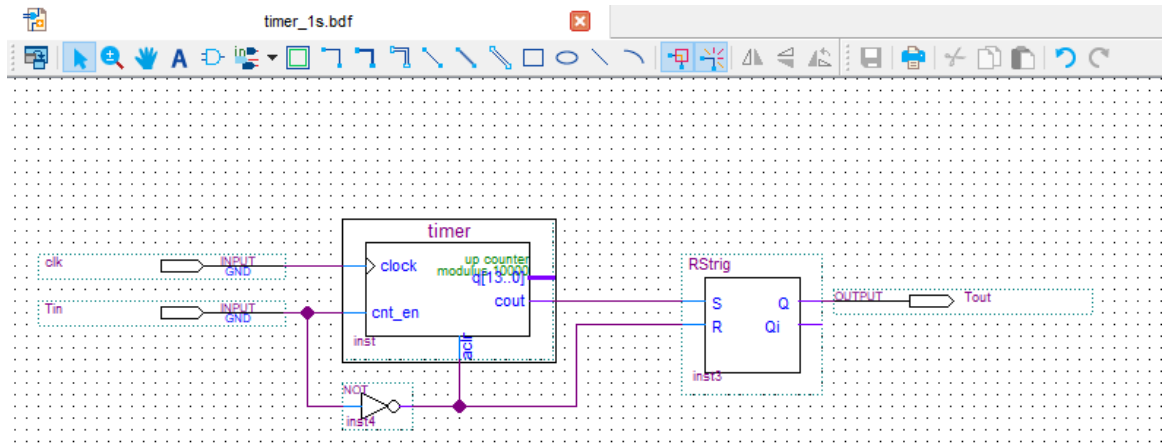 timer_1s.bdf
A
in
timer
clk
INPUT
GND
clock
up counter
modulus 10000
q[13..0]
cout
Tin
INPUT
GND
cnt_en
inst
aclr
RStrig
S
Q
R
Qi
inst3
OUTPUT
Tout
NOT
inst4